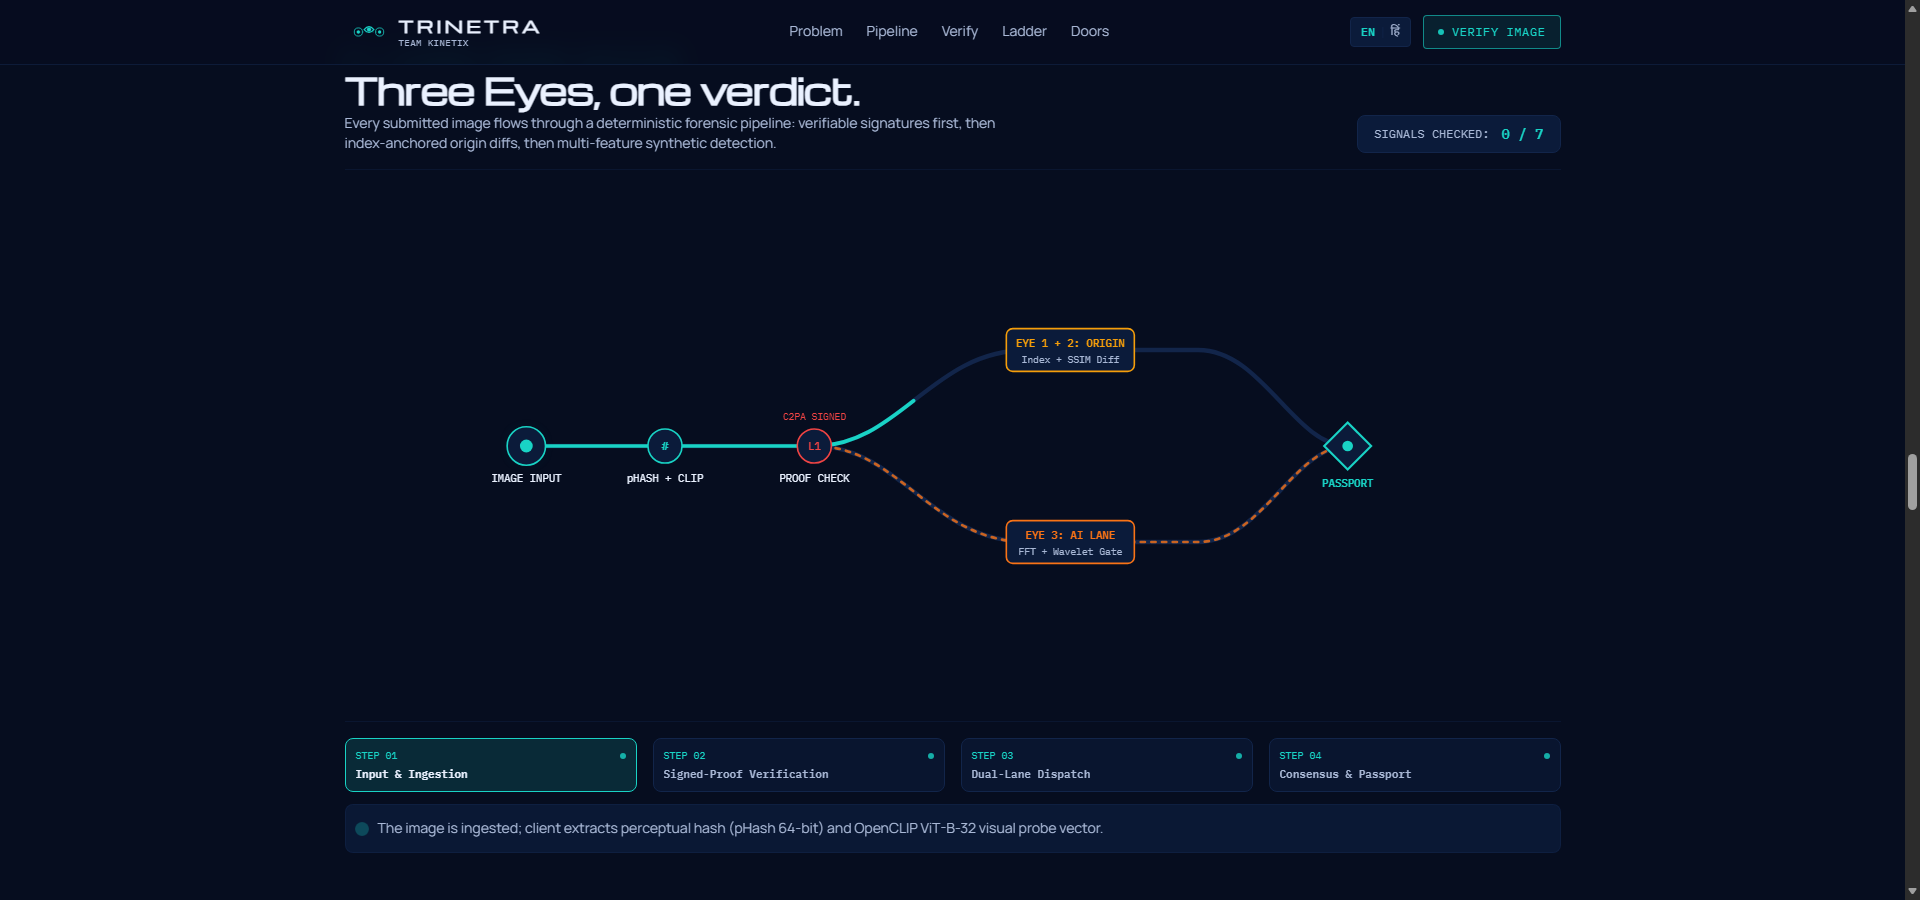 TRINETRA
TEAM KINETIX
Problem Pipeline Verify Ladder Doors
EN हिं
VERIFY IMAGE
Three Eyes, one verdict.
Every submitted image flows through a deterministic forensic pipeline: verifiable signatures first, then
index-anchored origin diffs, then multi-feature synthetic detection.
SIGNALS CHECKED: 0 / 7
EYE 1 + 2: ORIGIN
Index + SSIM Diff
C2PA SIGNED
#
L1
IMAGE INPUT
pHASH + CLIP
PROOF CHECK
PASSPORT
EYE 3: AI LANE
FFT + Wavelet Gate
STEP 01
Input & Ingestion
STEP 02
Signed-Proof Verification
STEP 03
Dual-Lane Dispatch
STEP 04
Consensus & Passport
The image is ingested; client extracts perceptual hash (pHash 64-bit) and OpenCLIP ViT-B-32 visual probe vector.